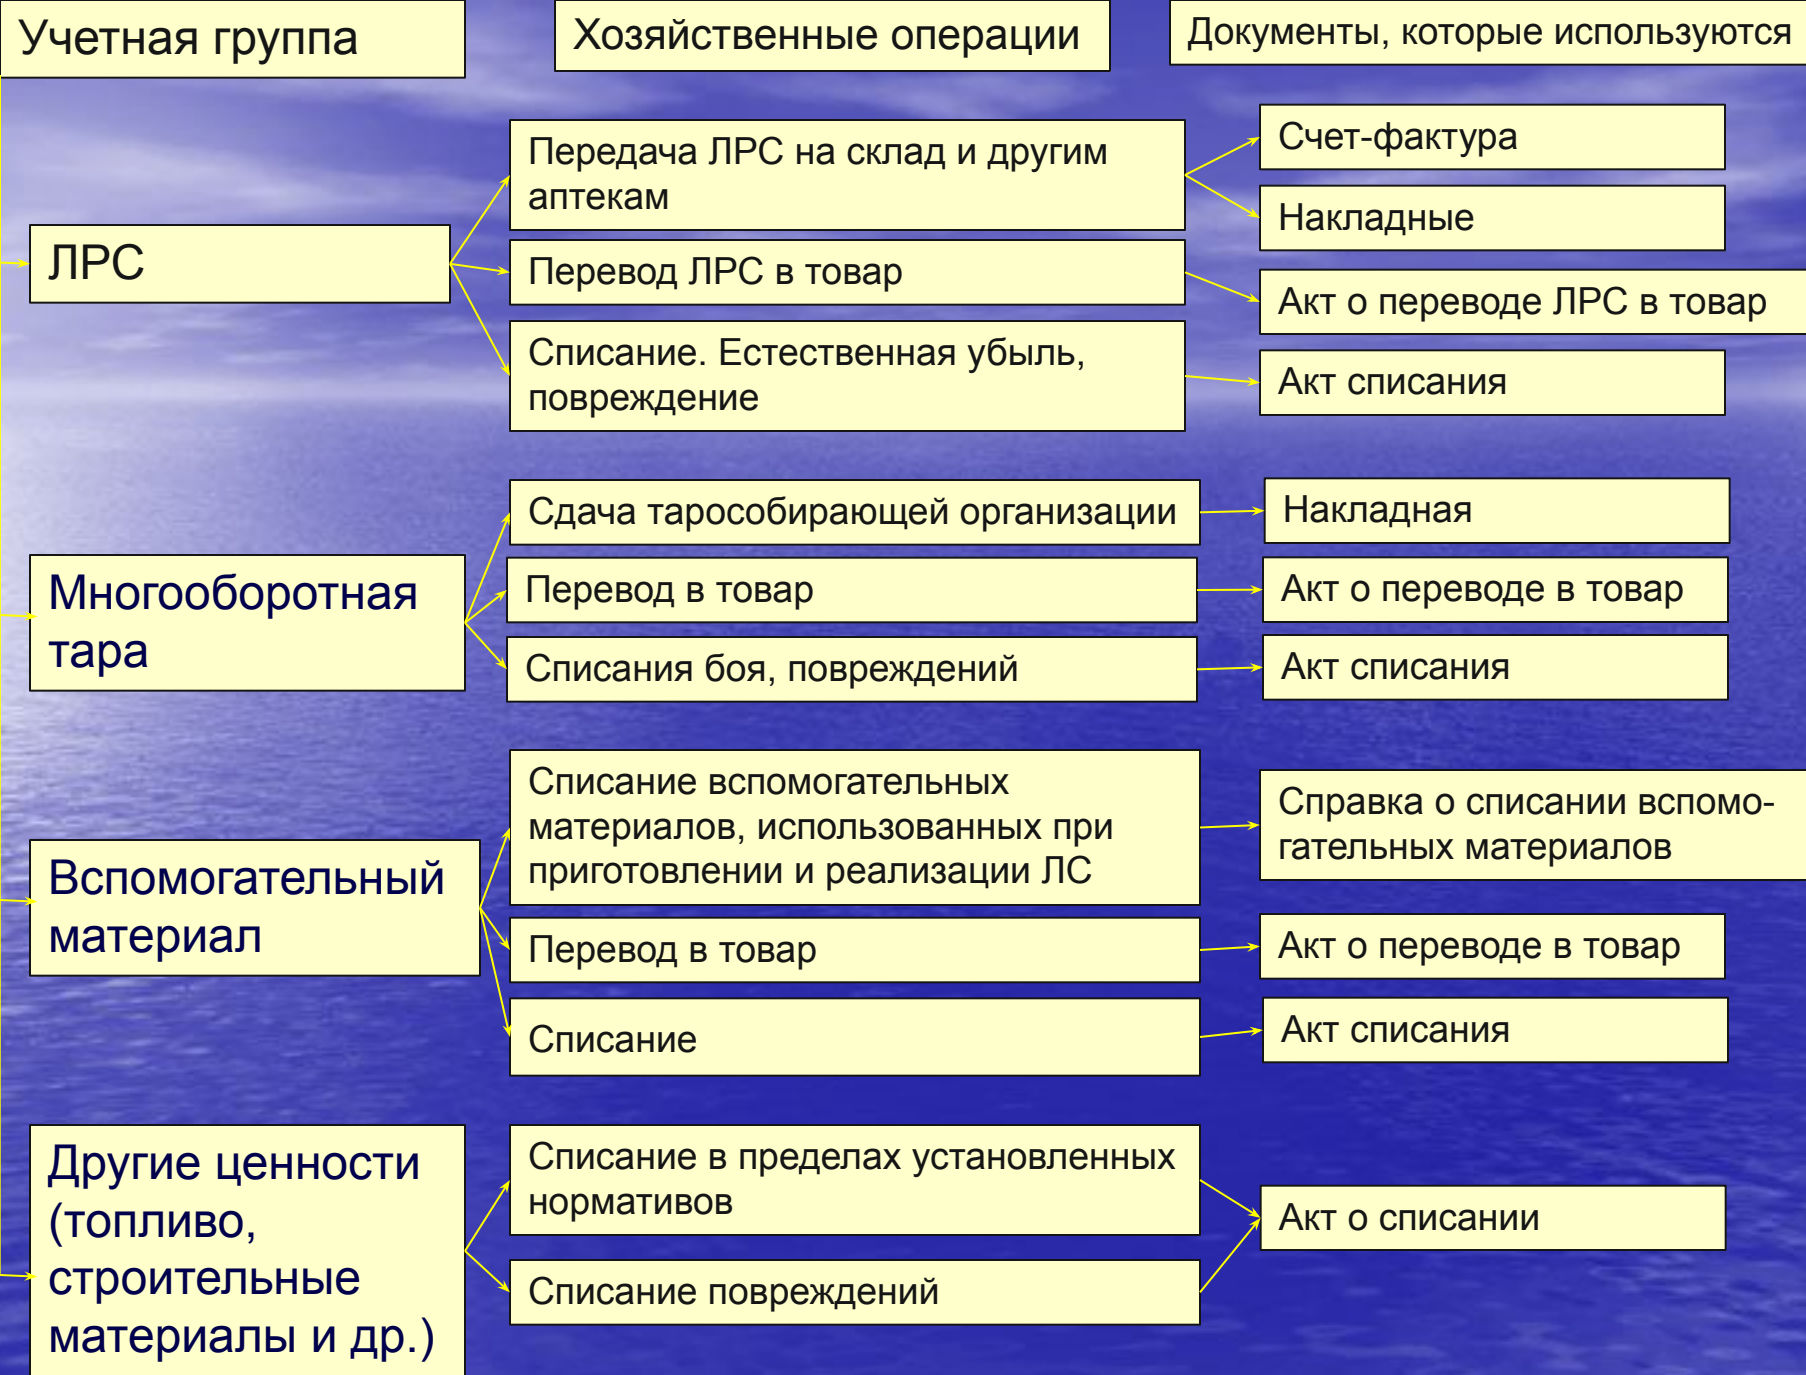 Учетная группа
Хозяйственные операции
Документы, которые используются
ЛРС
Передача ЛРС на склад и другим
аптекам
Счет-фактура
Накладные
Перевод ЛРС в товар
Акт о переводе ЛРС в товар
Списание. Естественная убыль,
повреждение
Акт списания
Многооборотная
тара
Сдача таросoбирающей организации
Накладная
Перевод в товар
Акт о переводе в товар
Списания боя, повреждений
Акт списания
Вспомогательный
материал
Списание вспомогательных
материалов, использованных при
приготовлении и реализации ЛС
Справка о списании вспомо-
гательных материалов
Перевод в товар
Акт о переводе в товар
Списание
Акт списания
Другие ценности
(топливо,
строительные
материалы и др.)
Списание в пределах установленных
нормативов
Списание повреждений
Акт о списании